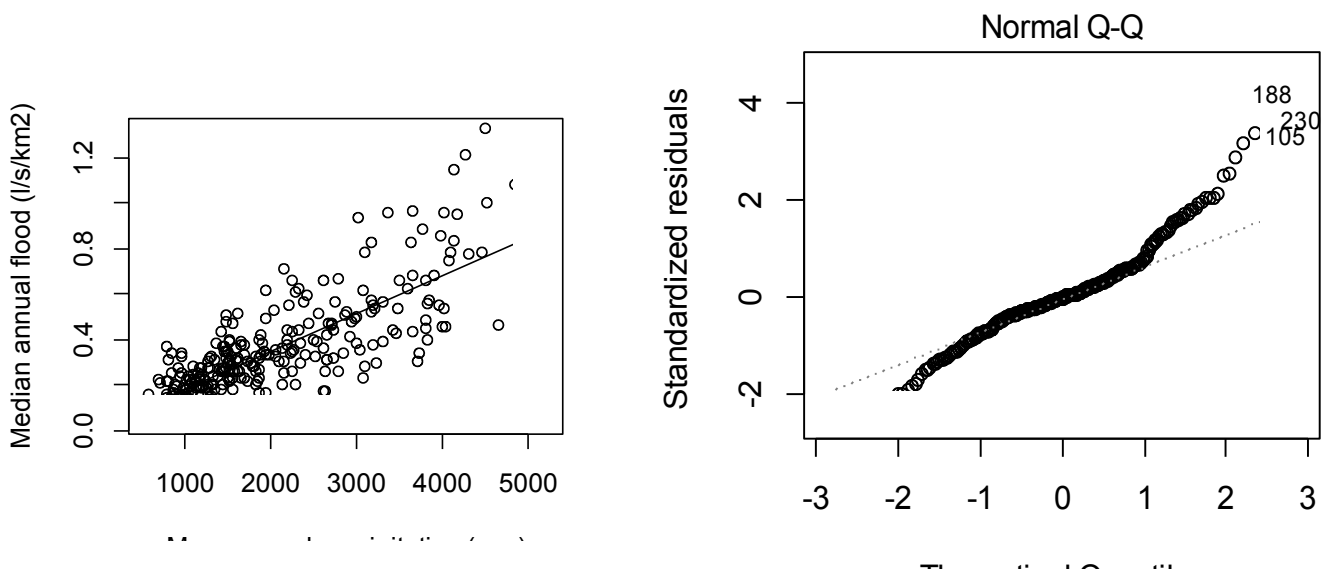 Normal Q-Q
Median annual flood (l/s/km2)
0.0 0.4 0.8 1.2
1000 2000 3000 4000 5000
Standardized residuals
-2 0 2 4
188
230
105
-3 -2 -1 0 1 2 3